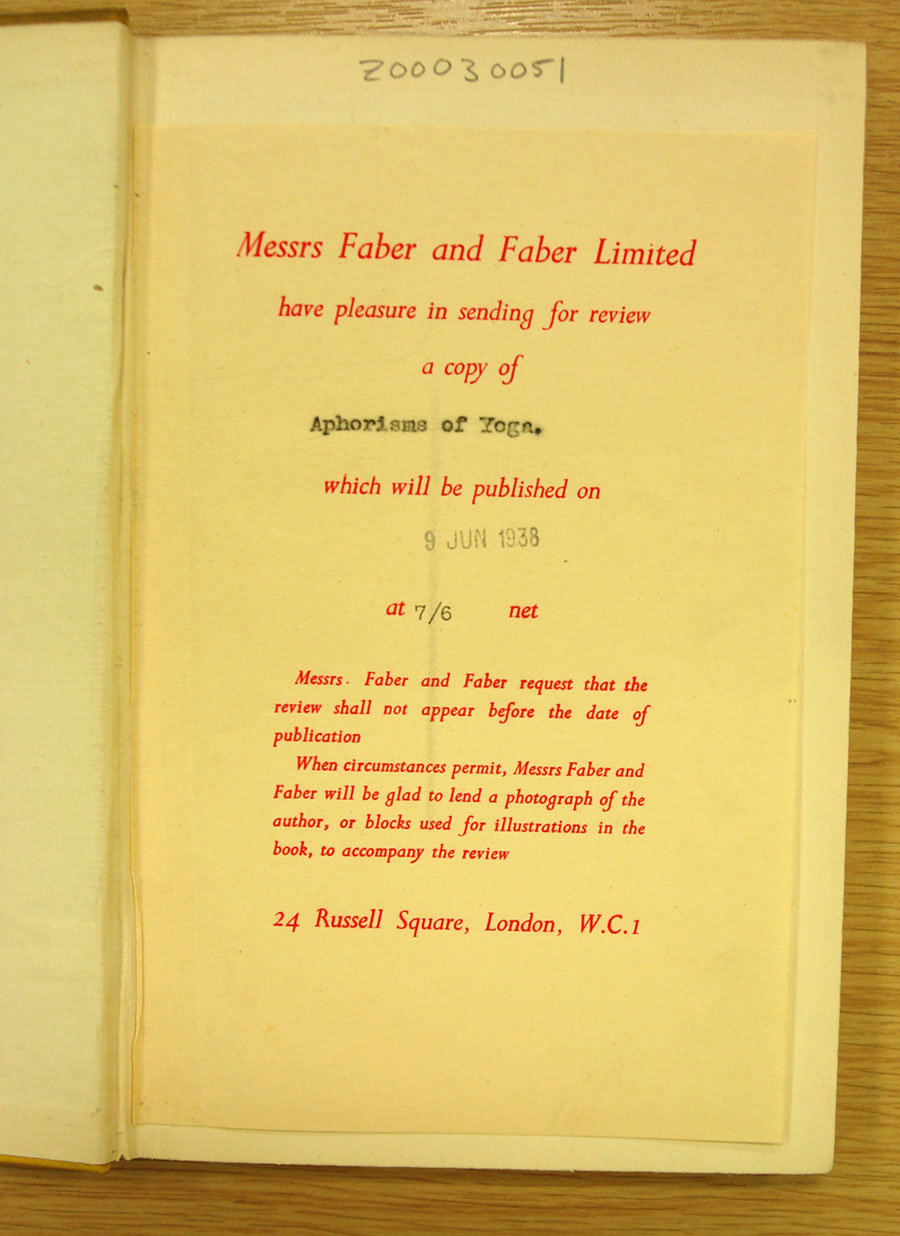 Z00030051
Messrs Faber and Faber Limited
have pleasure in sending for review
a copy of
Aphorisms of Yoga.
which will be published on
9 JUN 1938
at 7/6 net
Messrs. Faber and Faber request that the
review shall not appear before the date of
publication
When circumstances permit, Messrs Faber and
Faber will be glad to lend a photograph of the
author, or blocks used for illustrations in the
book, to accompany the review
24 Russell Square, London, W.C.1